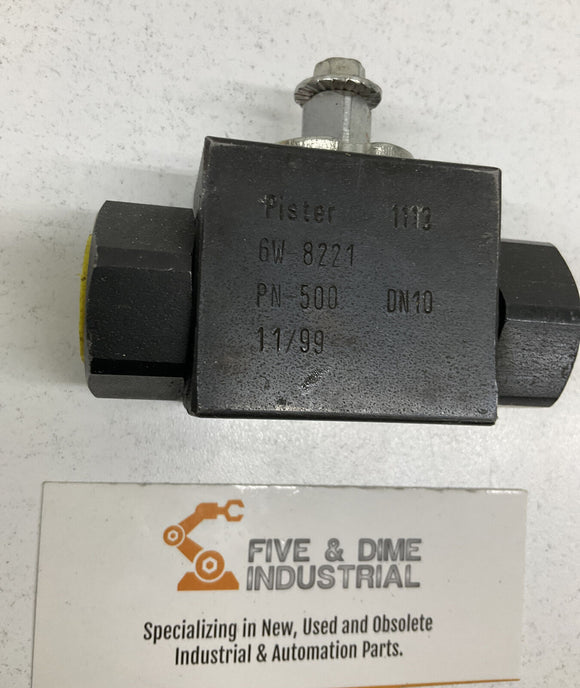 Pister 1113
6W-8221
PN-500 DN10
11/99
FIVE & DIME
INDUSTRIAL
Specializing in New, Used and Obsolete
Industrial & Automation Parts.